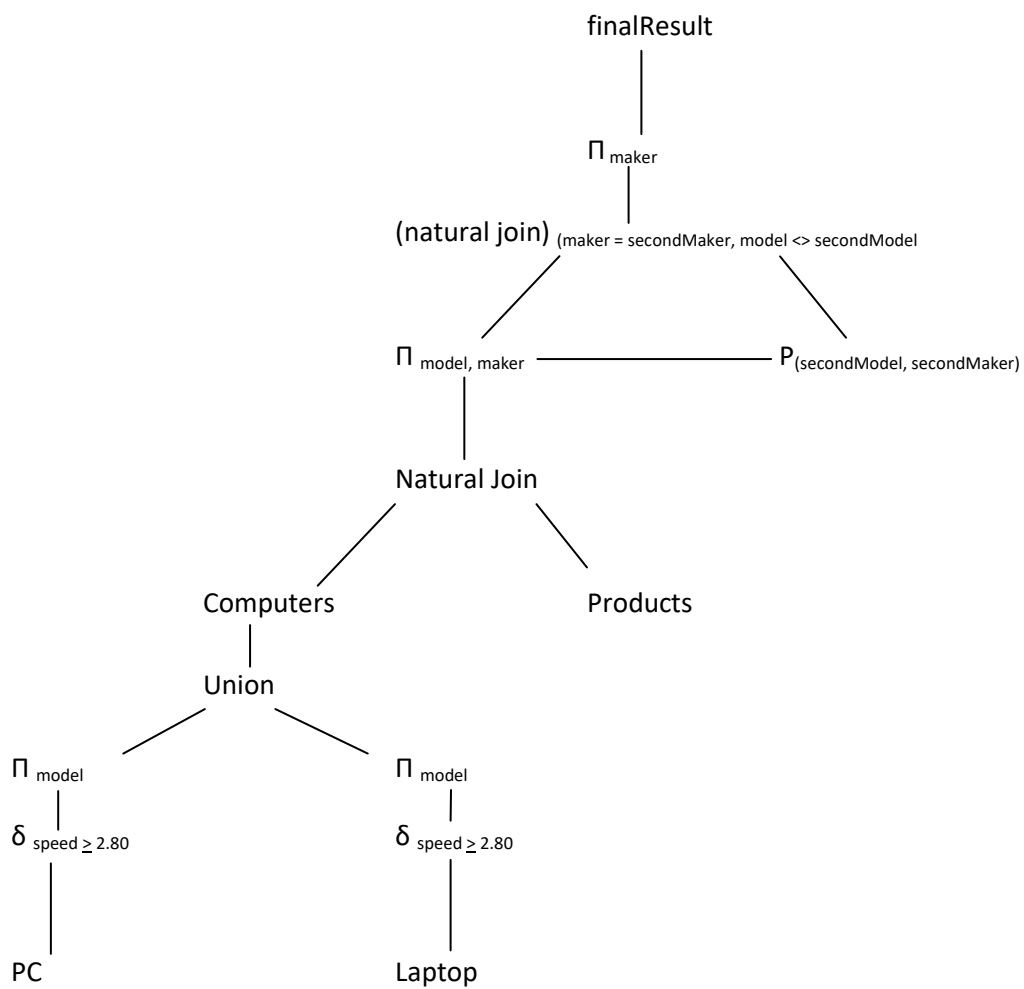 finalResult
Π maker
(natural join) (maker = secondMaker, model <> secondModel
Π model, maker
P(secondModel, secondMaker)
Natural Join
Computers
Products
Union
Π model
Π model
δ speed ≥ 2.80
δ speed ≥ 2.80
PC
Laptop